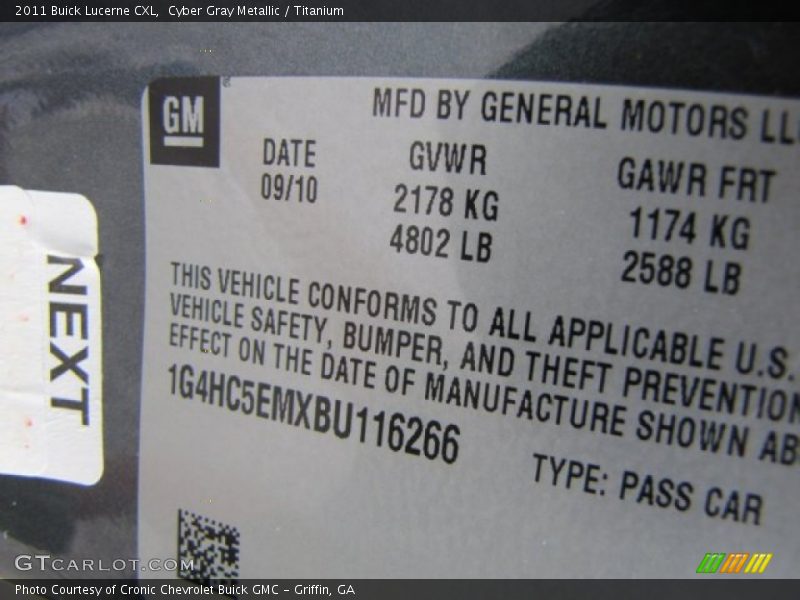 2011 Buick Lucerne CXL, Cyber Gray Metallic / Titanium
GM
MFD BY GENERAL MOTORS LL
DATE
09/10
GVWR
2178 KG
4802 LB
GAWR FRT
1174 KG
2588 LB
THIS VEHICLE CONFORMS TO ALL APPLICABLE U.S.
VEHICLE SAFETY, BUMPER, AND THEFT PREVENTION
EFFECT ON THE DATE OF MANUFACTURE SHOWN AB
1G4HC5EMXBU116266
TYPE: PASS CAR
NEXT
GTCARLOT.COM
Photo Courtesy of Cronic Chevrolet Buick GMC - Griffin, GA